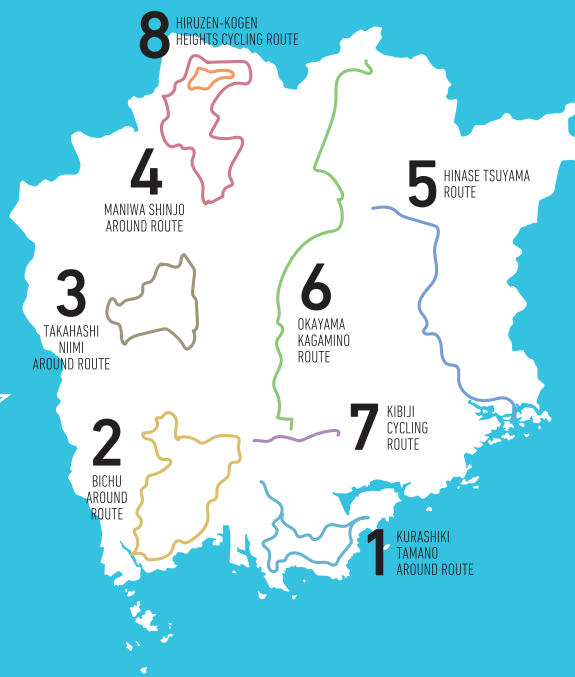 8
HIRUZEN-KOGEN
HEIGHTS CYCLING ROUTE
4
MANIWA SHINJO
AROUND ROUTE
5
HINASE TSUYAMA
ROUTE
3
TAKAHASHI
NIIMI
AROUND ROUTE
6
OKAYAMA
KAGAMINO
ROUTE
2
BICHU
AROUND
ROUTE
7
KIBIJI
CYCLING
ROUTE
1
KURASHIKI
TAMANO
AROUND ROUTE